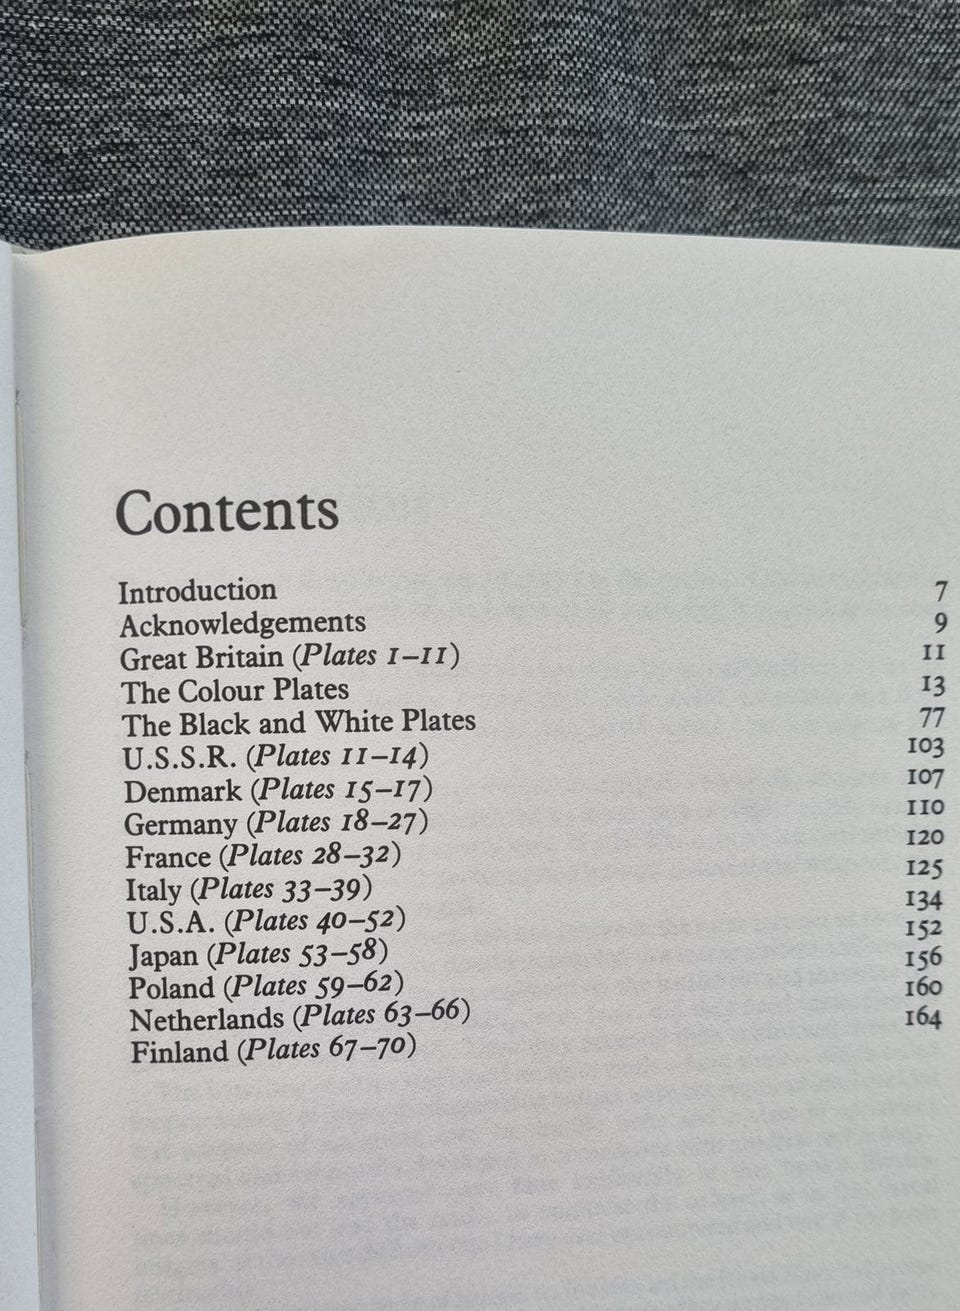 Contents
Introduction 7
Acknowledgements 9
Great Britain (Plates 1–11) 11
The Colour Plates 13
The Black and White Plates 77
U.S.S.R. (Plates 11–14) 103
Denmark (Plates 15–17) 107
Germany (Plates 18–27) 110
France (Plates 28–32) 120
Italy (Plates 33–39) 125
U.S.A. (Plates 40–52) 134
Japan (Plates 53–58) 152
Poland (Plates 59–62) 156
Netherlands (Plates 63–66) 160
Finland (Plates 67–70) 164